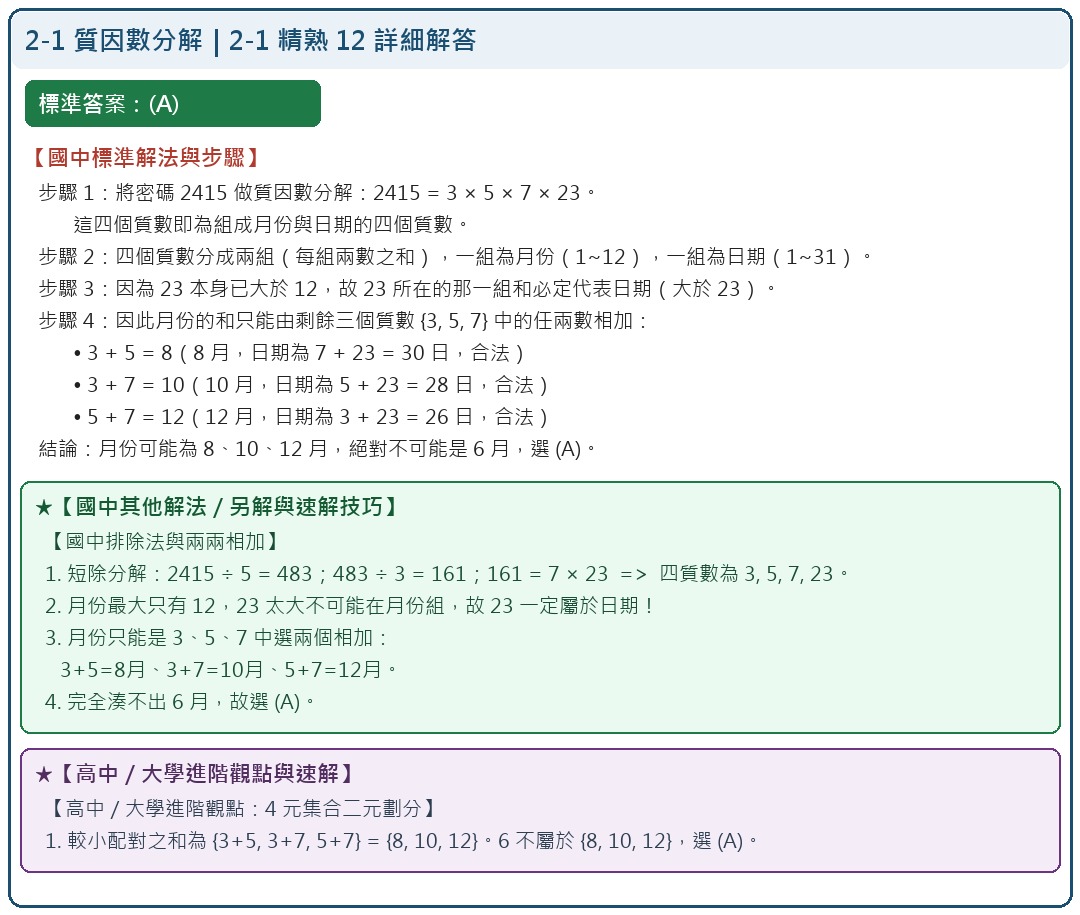 2-1 質因數分解 | 2-1 精熟 12 詳細解答
標準答案：(A)
【國中標準解法與步驟】
步驟 1：將密碼 2415 做質因數分解：2415 = 3 × 5 × 7 × 23。
這四個質數即為組成月份與日期的四個質數。
步驟 2：四個質數分成兩組（每組兩數之和），一組為月份（1~12），一組為日期（1~31）。
步驟 3：因為 23 本身已大於 12，故 23 所在的那一組和必定代表日期（大於 23）。
步驟 4：因此月份的和只能由剩餘三個質數 {3, 5, 7} 中的任兩數相加：
• 3 + 5 = 8（8 月，日期為 7 + 23 = 30 日，合法）
• 3 + 7 = 10（10 月，日期為 5 + 23 = 28 日，合法）
• 5 + 7 = 12（12 月，日期為 3 + 23 = 26 日，合法）
結論：月份可能為 8、10、12 月，絕對不可能是 6 月，選 (A)。
★【國中其他解法 / 另解與速解技巧】
【國中排除法與兩兩相加】
1. 短除分解：2415 ÷ 5 = 483；483 ÷ 3 = 161；161 = 7 × 23 => 四質數為 3, 5, 7, 23。
2. 月份最大只有 12，23 太大不可能在月份組，故 23 一定屬於日期！
3. 月份只能是 3、5、7 中選兩個相加：
3+5=8月、3+7=10月、5+7=12月。
4. 完全湊不出 6 月，故選 (A)。
★【高中 / 大學進階觀點與速解】
【高中 / 大學進階觀點：4 元集合二元劃分】
1. 較小配對之和為 {3+5, 3+7, 5+7} = {8, 10, 12}。6 不屬於 {8, 10, 12}，選 (A)。